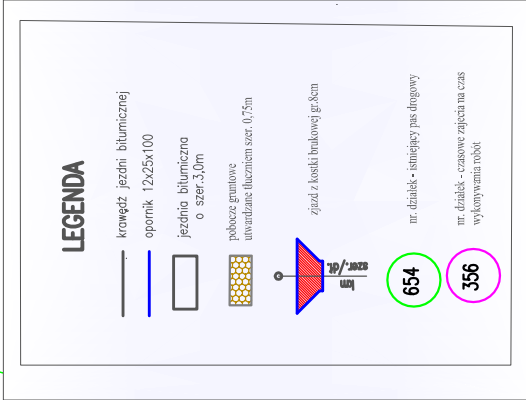 LEGENDA
krawędź jezdni bitumicznej
opornik 12x25x100
jezdnia bitumiczna
o szer.3,0m
pobocze gruntowe
utwardzane tłuczniem szer. 0,75m
zjazd z kostki brukowej gr.8cm
km
szer./dł.
654
nr. działek - istniejący pas drogowy
356
nr. działek - czasowe zajecia na czas
wykonywania robót